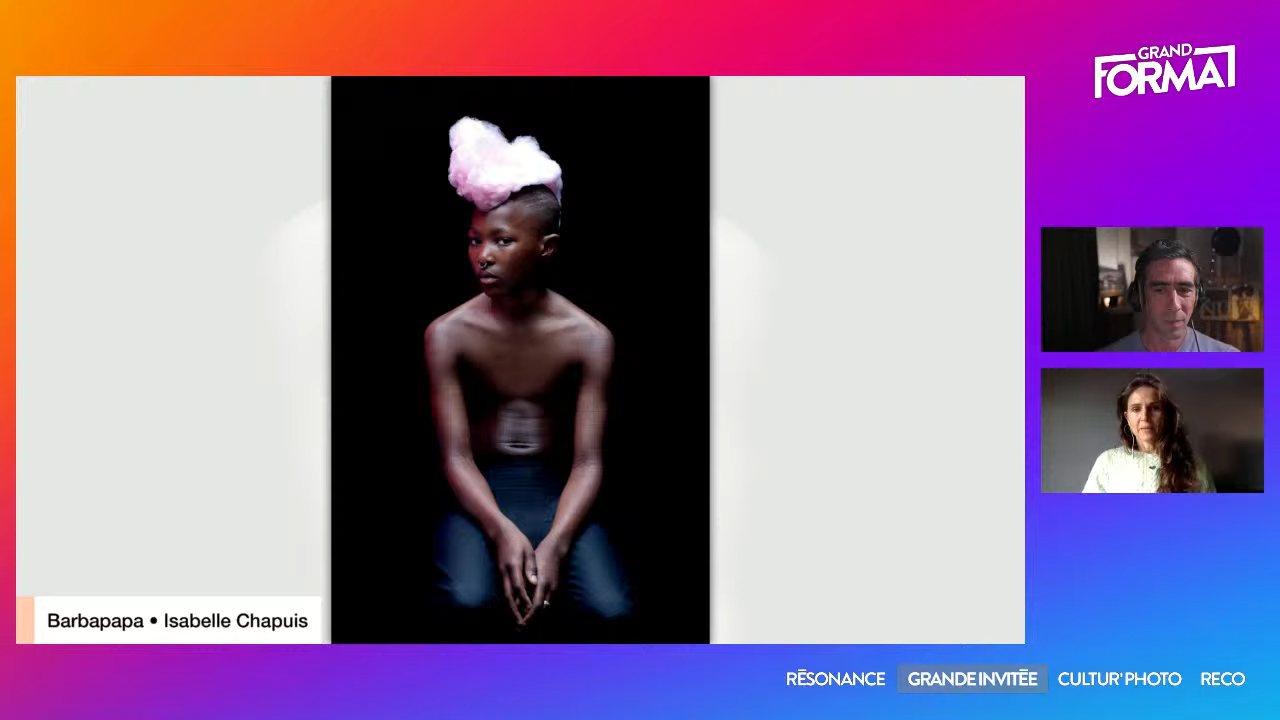 GRAND
FORMAT
Barbapapa • Isabelle Chapuis
RÉSONANCE GRANDE INVITÉE CULTUR'PHOTO RECO